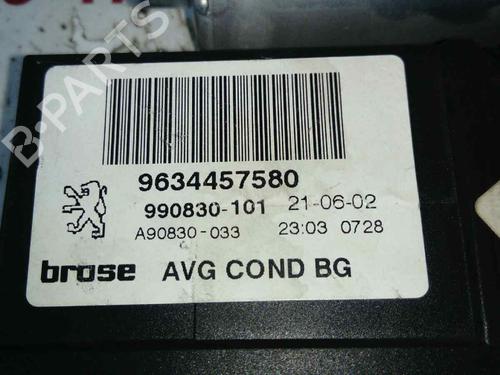 B-PARTS
9634457580
990830-101 21-06-02
A90830-033 23:03 0728
brose AVG COND BG